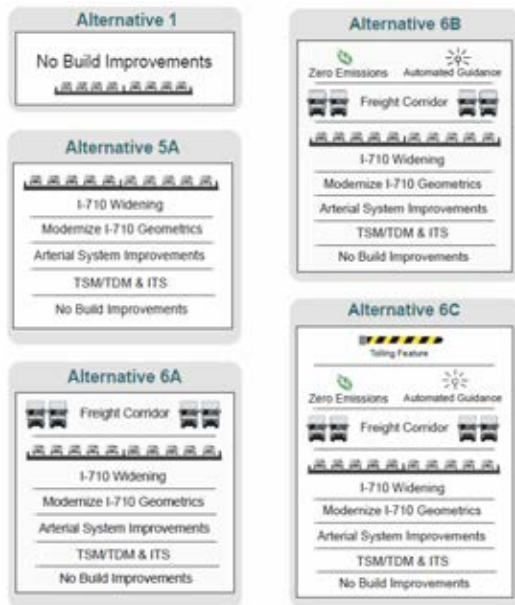 Alternative 1
No Build Improvements
Alternative 5A
I-710 Widening
Modernize I-710 Geometrics
Arterial System Improvements
TSM/TDM & ITS
No Build Improvements
Alternative 6A
Freight Corridor
I-710 Widening
Modernize I-710 Geometrics
Arterial System Improvements
TSM/TDM & ITS
No Build Improvements
Alternative 6B
Zero Emissions Automated Guidance
Freight Corridor
I-710 Widening
Modernize I-710 Geometrics
Arterial System Improvements
TSM/TDM & ITS
No Build Improvements
Alternative 6C
Tolling Feature
Zero Emissions Automated Guidance
Freight Corridor
I-710 Widening
Modernize I-710 Geometrics
Arterial System Improvements
TSM/TDM & ITS
No Build Improvements